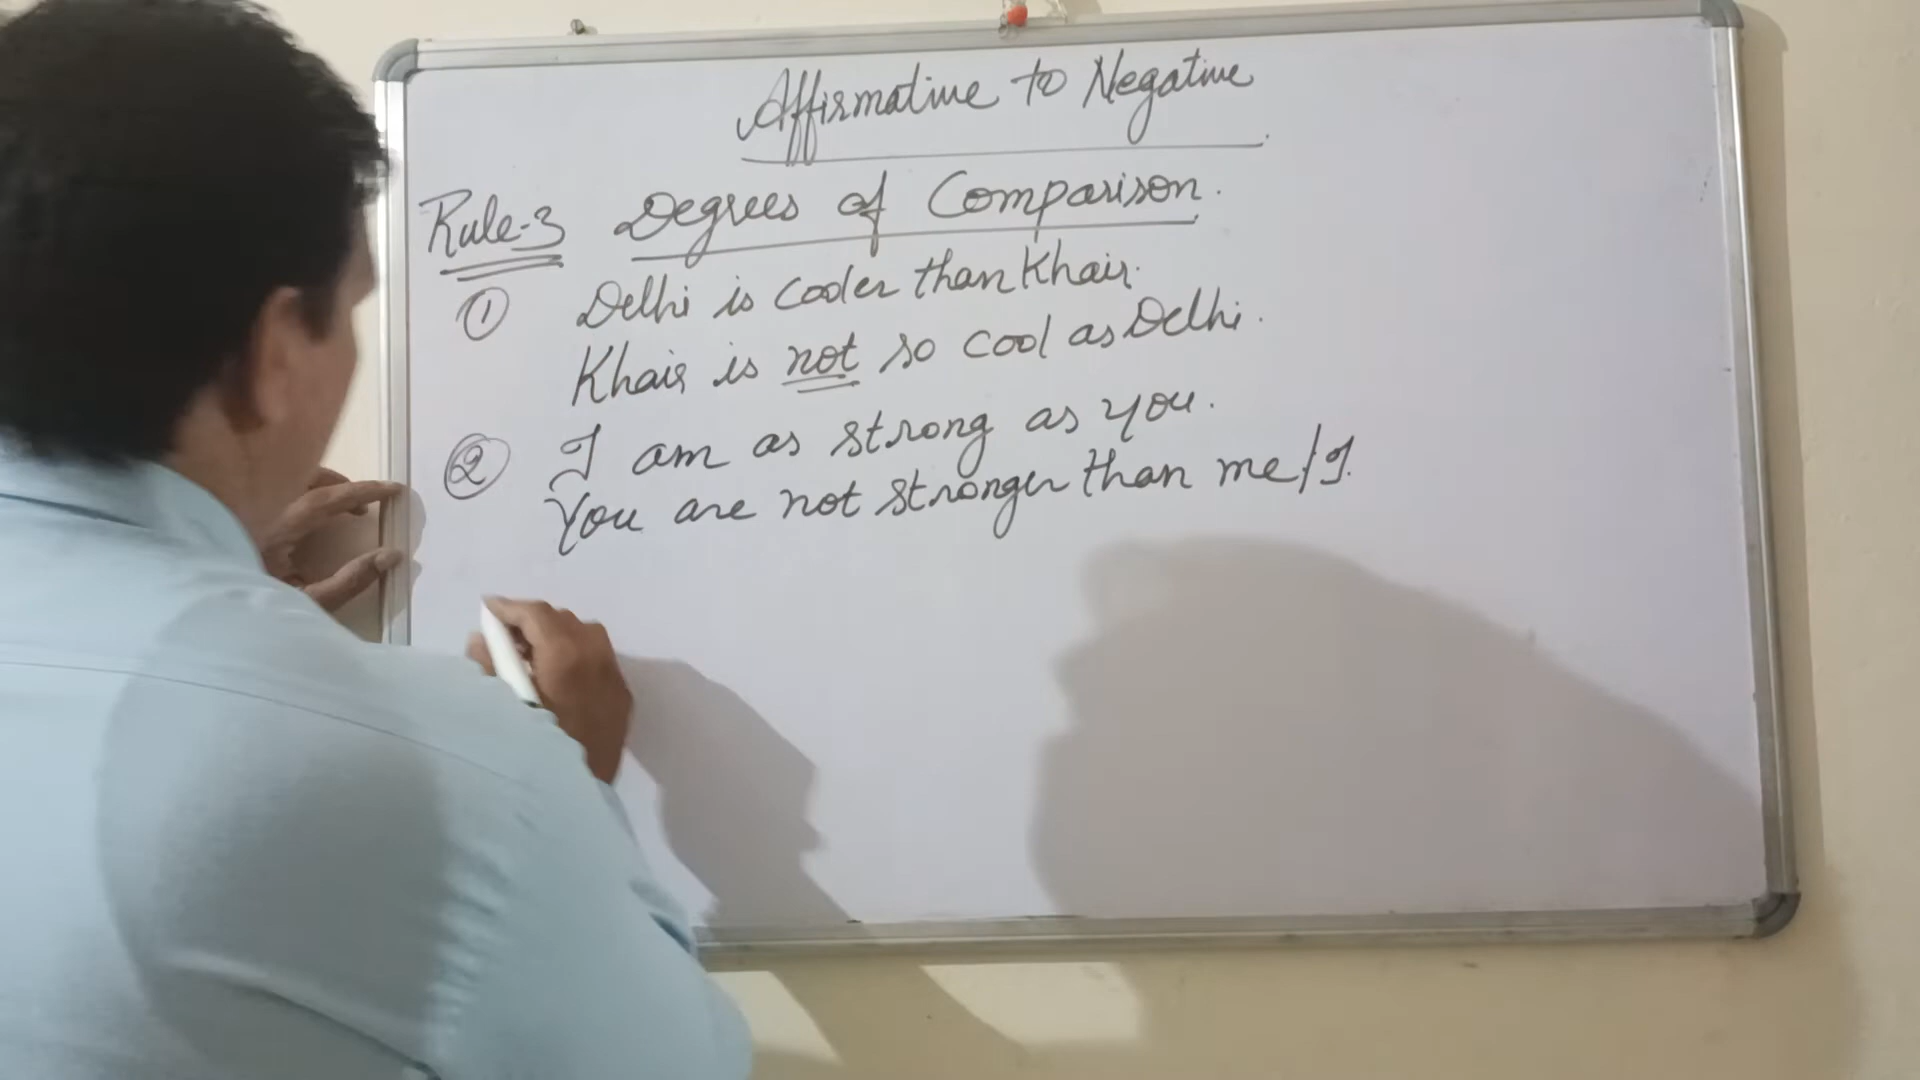 Affirmative to Negative
Rule-3 Degrees of Comparison.
① Delhi is cooler than Khair.
Khair is not so cool as Delhi.
② I am as strong as you.
You are not stronger than me/I.